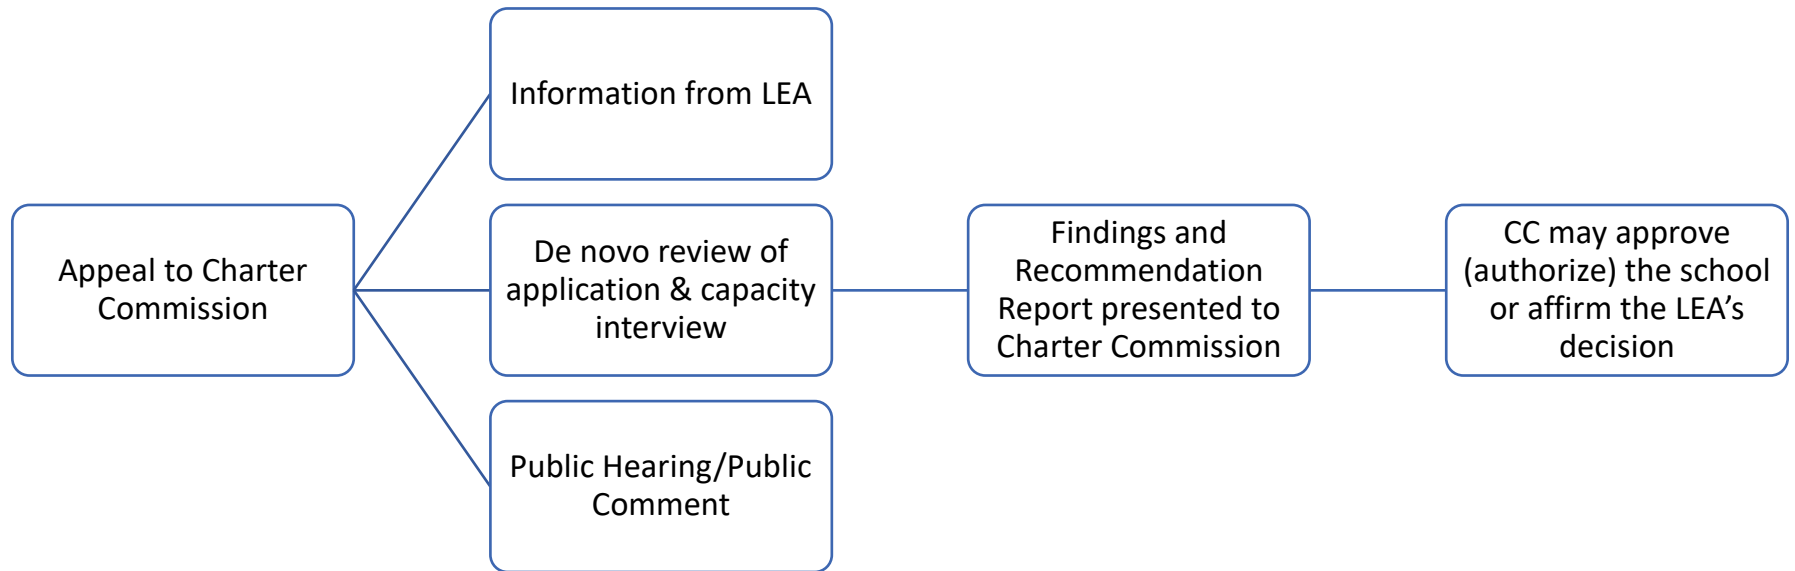 Information from LEA
Appeal to Charter
Commission
De novo review of
application & capacity
interview
Findings and
Recommendation
Report presented to
Charter Commission
CC may approve
(authorize) the school
or affirm the LEA’s
decision
Public Hearing/Public
Comment